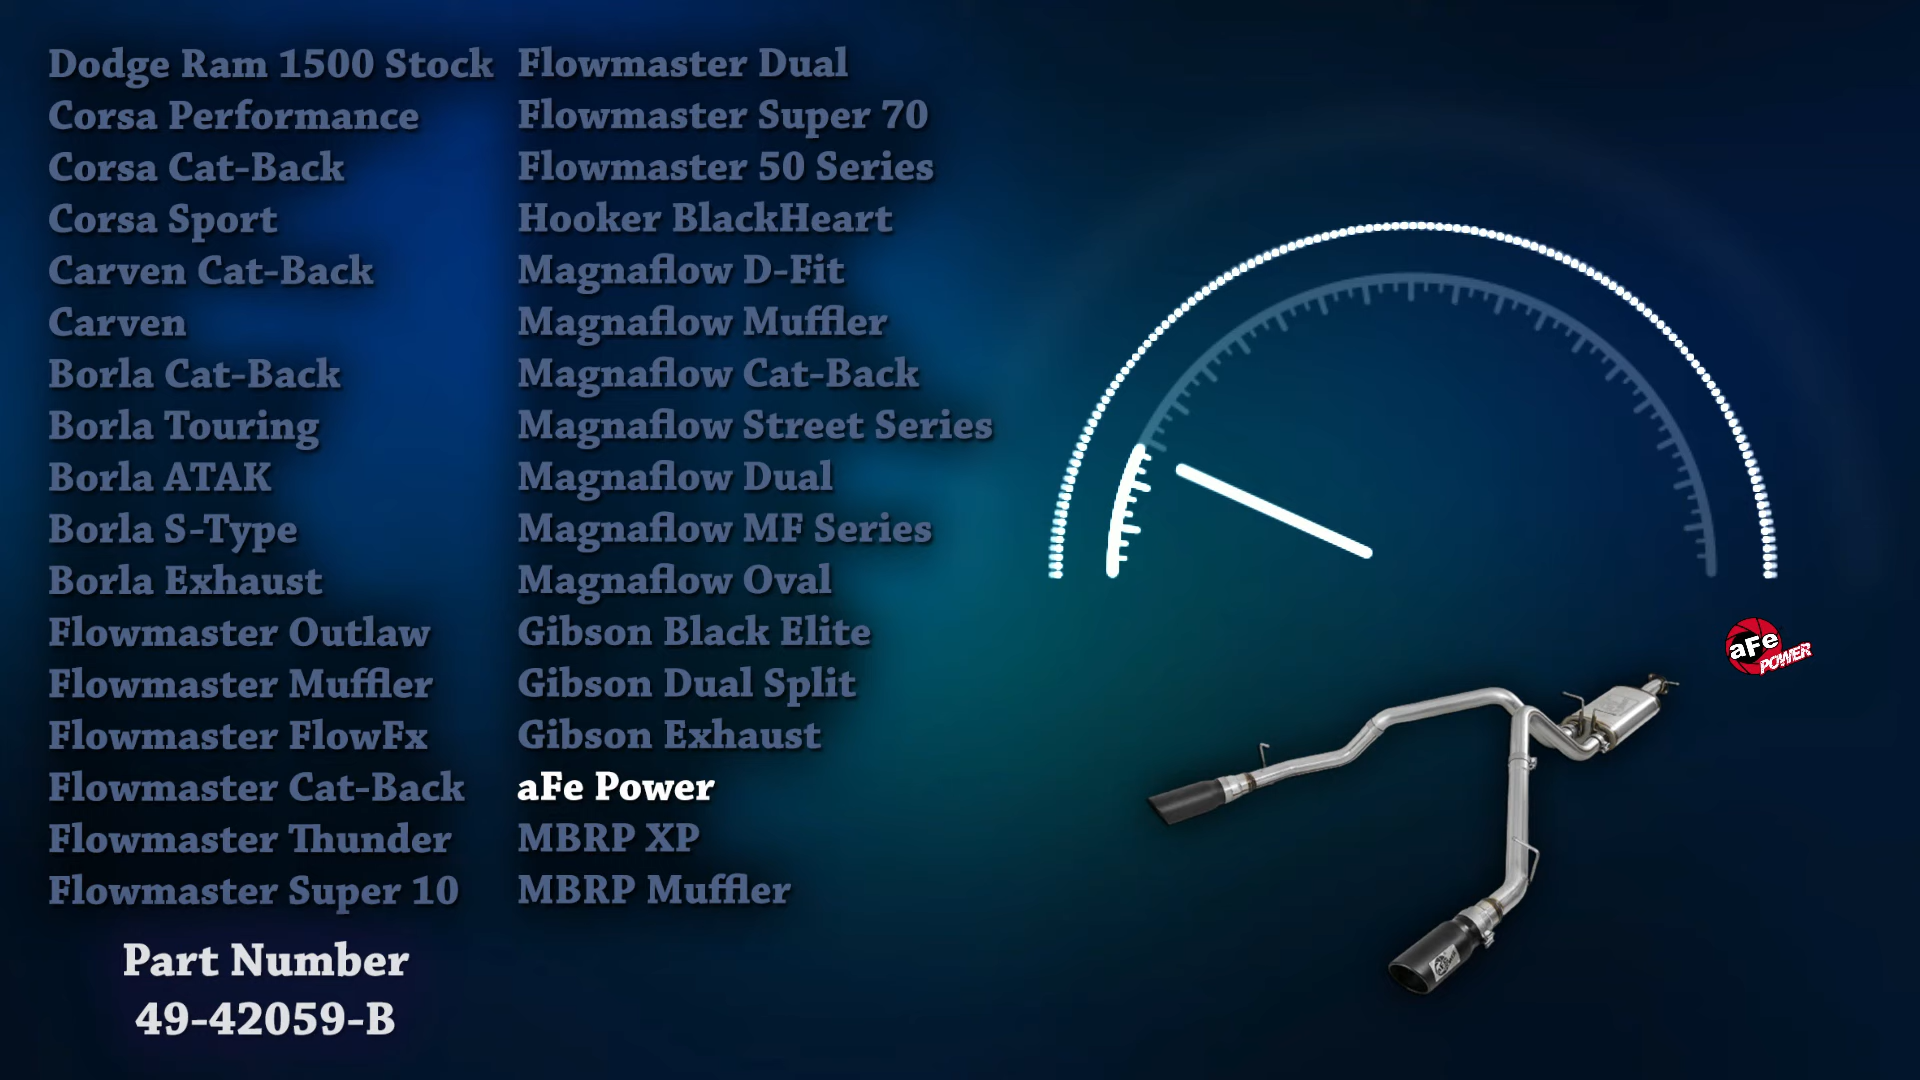 Dodge Ram 1500 Stock
Corsa Performance
Corsa Cat-Back
Corsa Sport
Carven Cat-Back
Carven
Borla Cat-Back
Borla Touring
Borla ATAK
Borla S-Type
Borla Exhaust
Flowmaster Outlaw
Flowmaster Muffler
Flowmaster FlowFx
Flowmaster Cat-Back
Flowmaster Thunder
Flowmaster Super 10
Flowmaster Dual
Flowmaster Super 70
Flowmaster 50 Series
Hooker BlackHeart
Magnaflow D-Fit
Magnaflow Muffler
Magnaflow Cat-Back
Magnaflow Street Series
Magnaflow Dual
Magnaflow MF Series
Magnaflow Oval
Gibson Black Elite
Gibson Dual Split
Gibson Exhaust
aFe Power
MBRP XP
MBRP Muffler
Part Number
49-42059-B
aFe
POWER